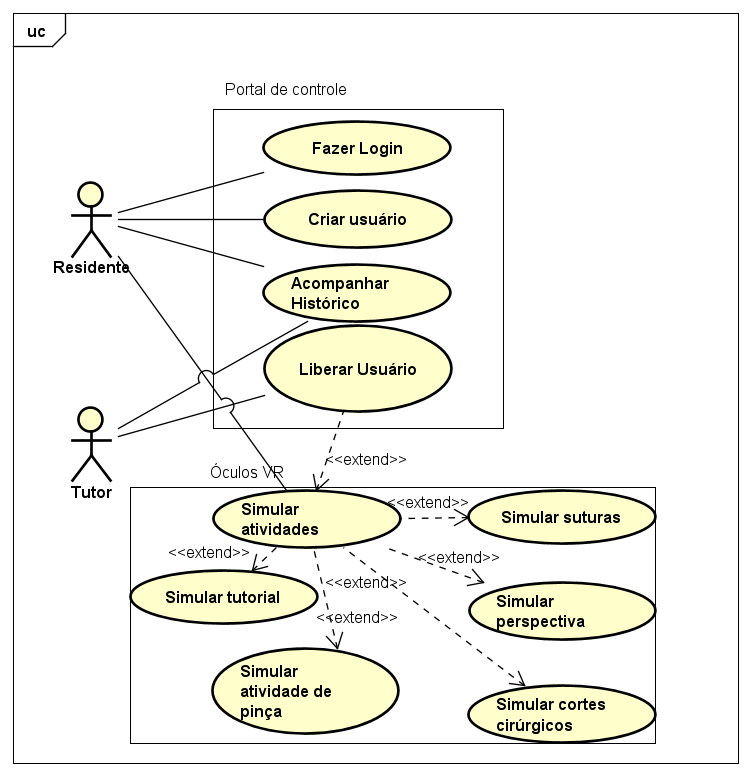 uc
Portal de controle
Fazer Login
Criar usuário
Residente
Acompanhar
Histórico
Liberar Usuário
Tutor
<<extend>>
Óculos VR
Simular
atividades
<<extend>>
Simular suturas
<<extend>>
<<extend>>
Simular tutorial
<<extend>>
Simular
perspectiva
<<extend>>
Simular
atividade de
pinça
Simular cortes
cirúrgicos